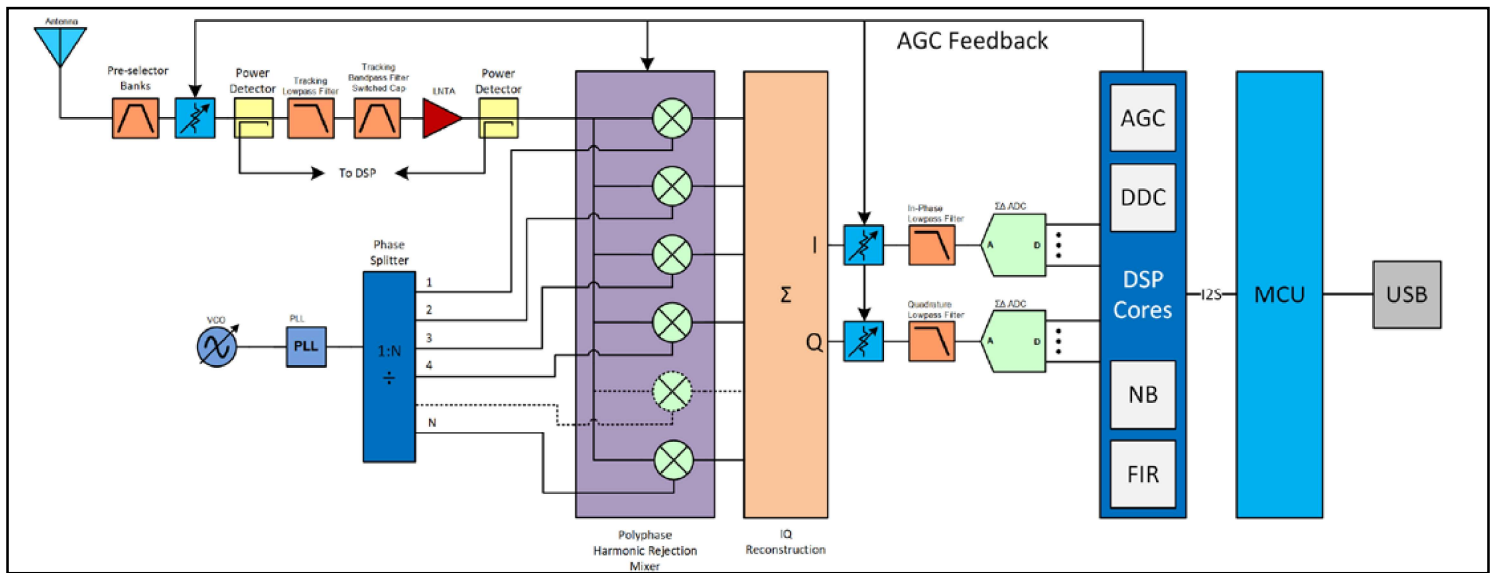 Antenna
AGC Feedback
Pre-selector
Banks
Power
Detector
Tracking
Lowpass Filter
Tracking
Bandpass Filter
Switched Cap
LNTA
Power
Detector
To DSP
AGC
DDC
DSP
Cores
NB
FIR
I2S
MCU
USB
In-Phase
Lowpass Filter
ΣΔ ADC
A
D
I
Σ
Q
Quadrature
Lowpass Filter
ΣΔ ADC
A
D
Phase
Splitter
1
2
3
4
N
1:N
÷
VCO
PLL
PLL
Polyphase
Harmonic Rejection
Mixer
IQ
Reconstruction